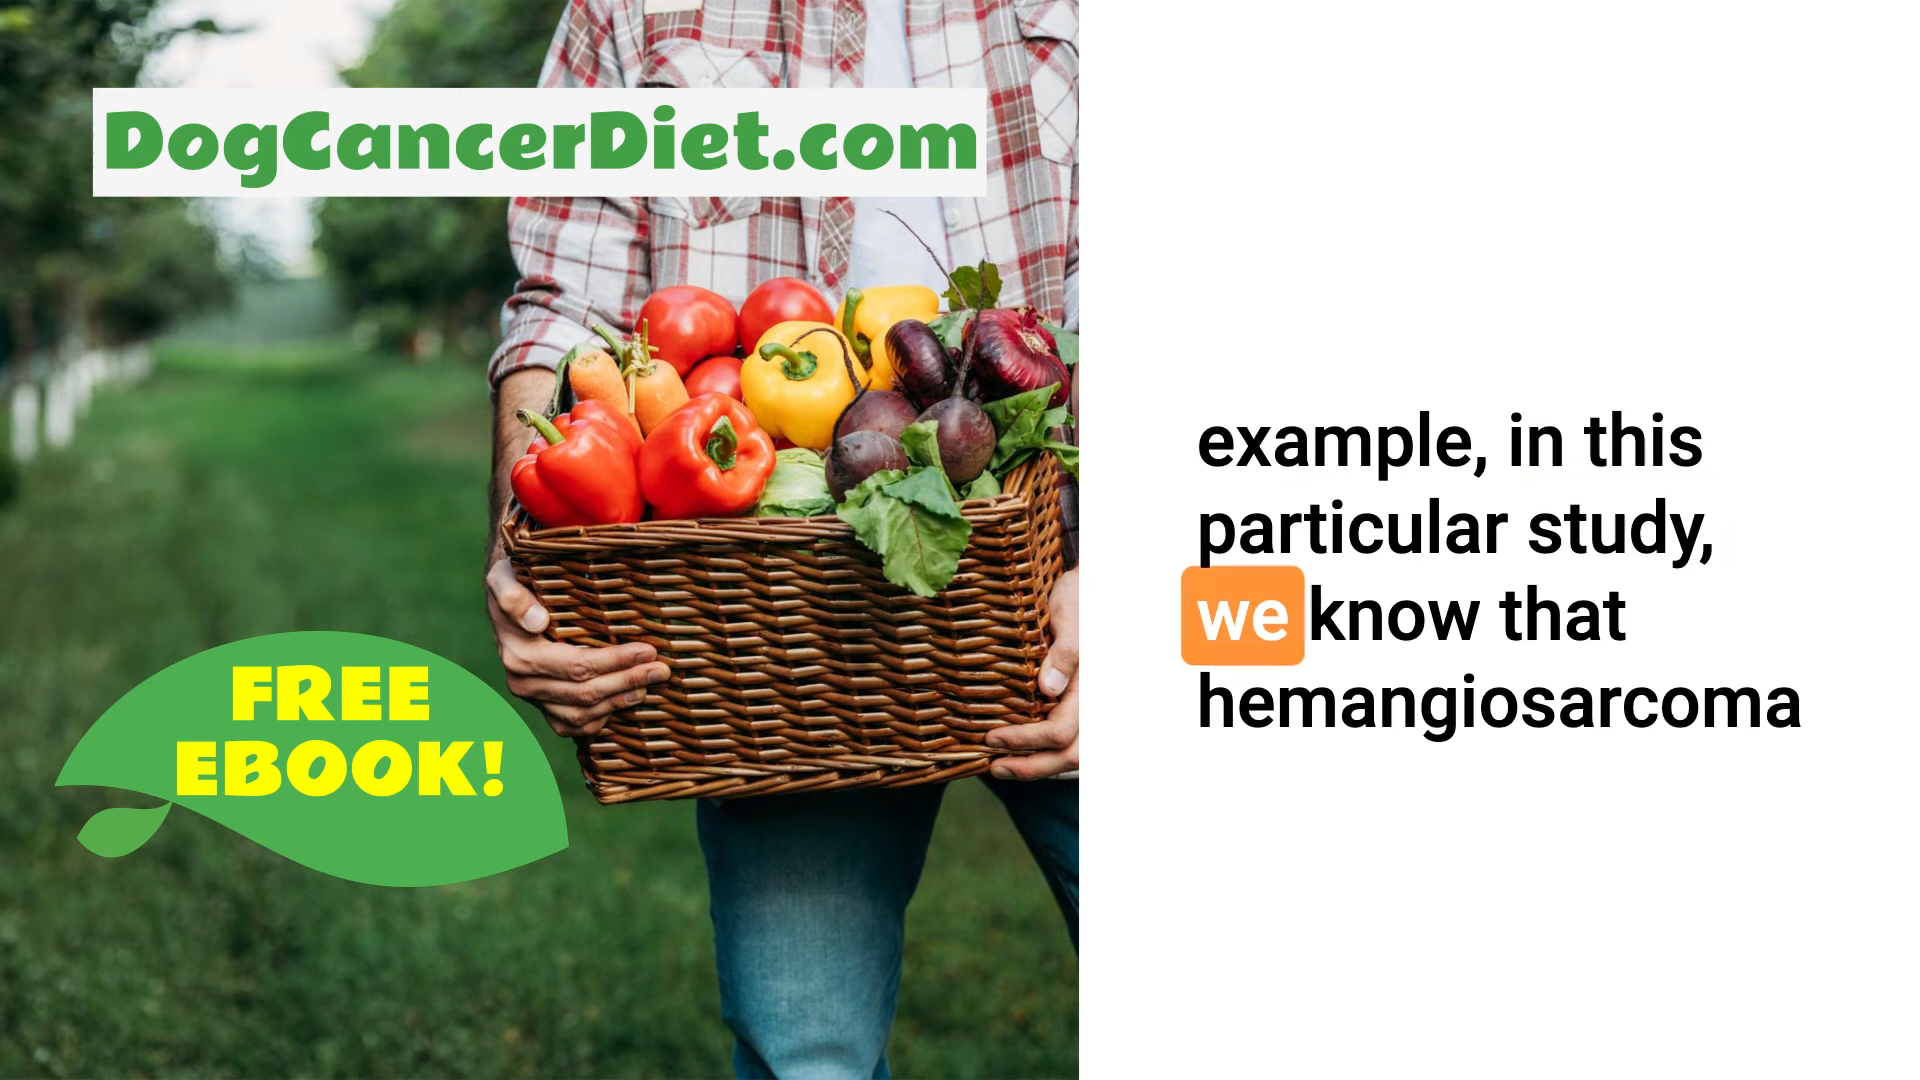 DogCancerDiet.com
FREE
EBOOK!
example, in this
particular study,
we know that
hemangiosarcoma